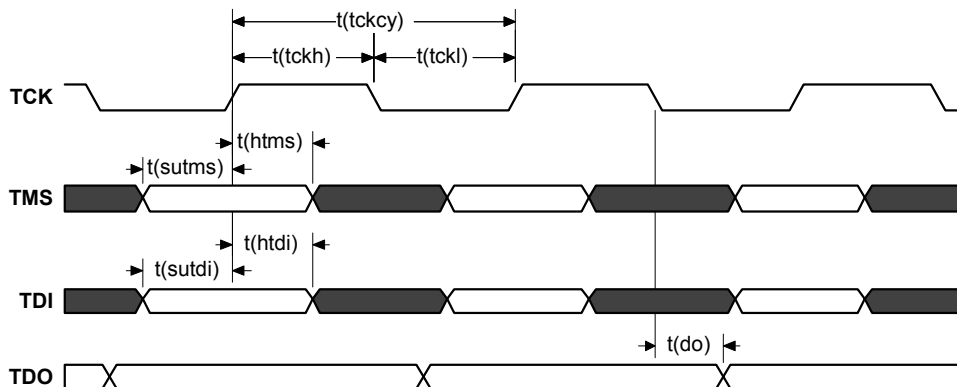 t(tckcy)
t(tckh) t(tckl)
TCK
t(htms)
t(sutms)
TMS
t(htdi)
t(sutdi)
TDI
t(do)
TDO